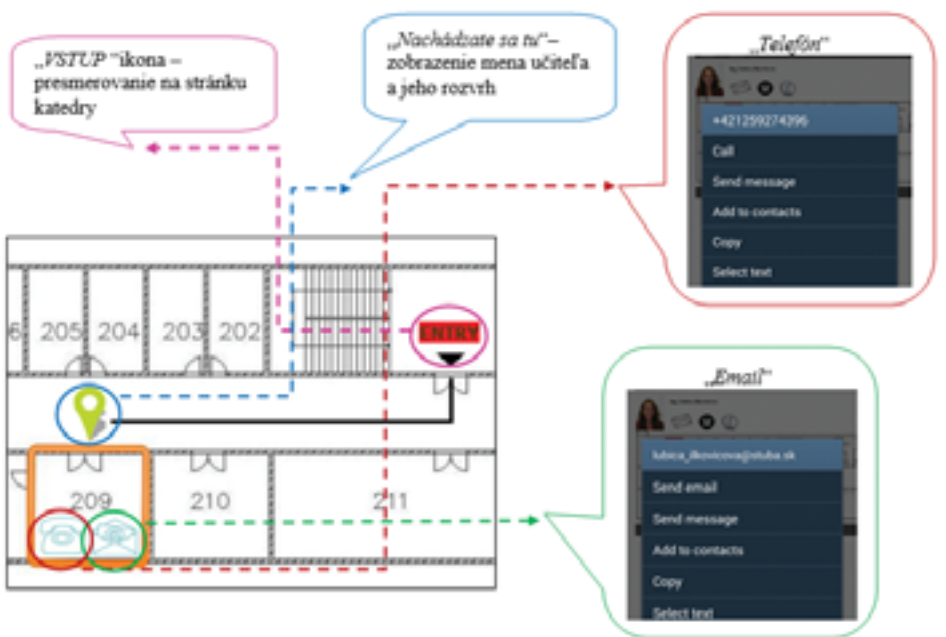 „VSTUP “ikona –
presmerovanie na stránku
katedry
„Nachádzate sa tu“–
zobrazenie mena učiteľa
a jeho rozvrh
„Telefón“
+421259274396
Call
Send message
Add to contacts
Copy
Select text
6 205 204 203 202
ENTRY
209 210 211
„Email“
lubica_ilkovicova@stuba.sk
Send email
Send message
Add to contacts
Copy
Select text